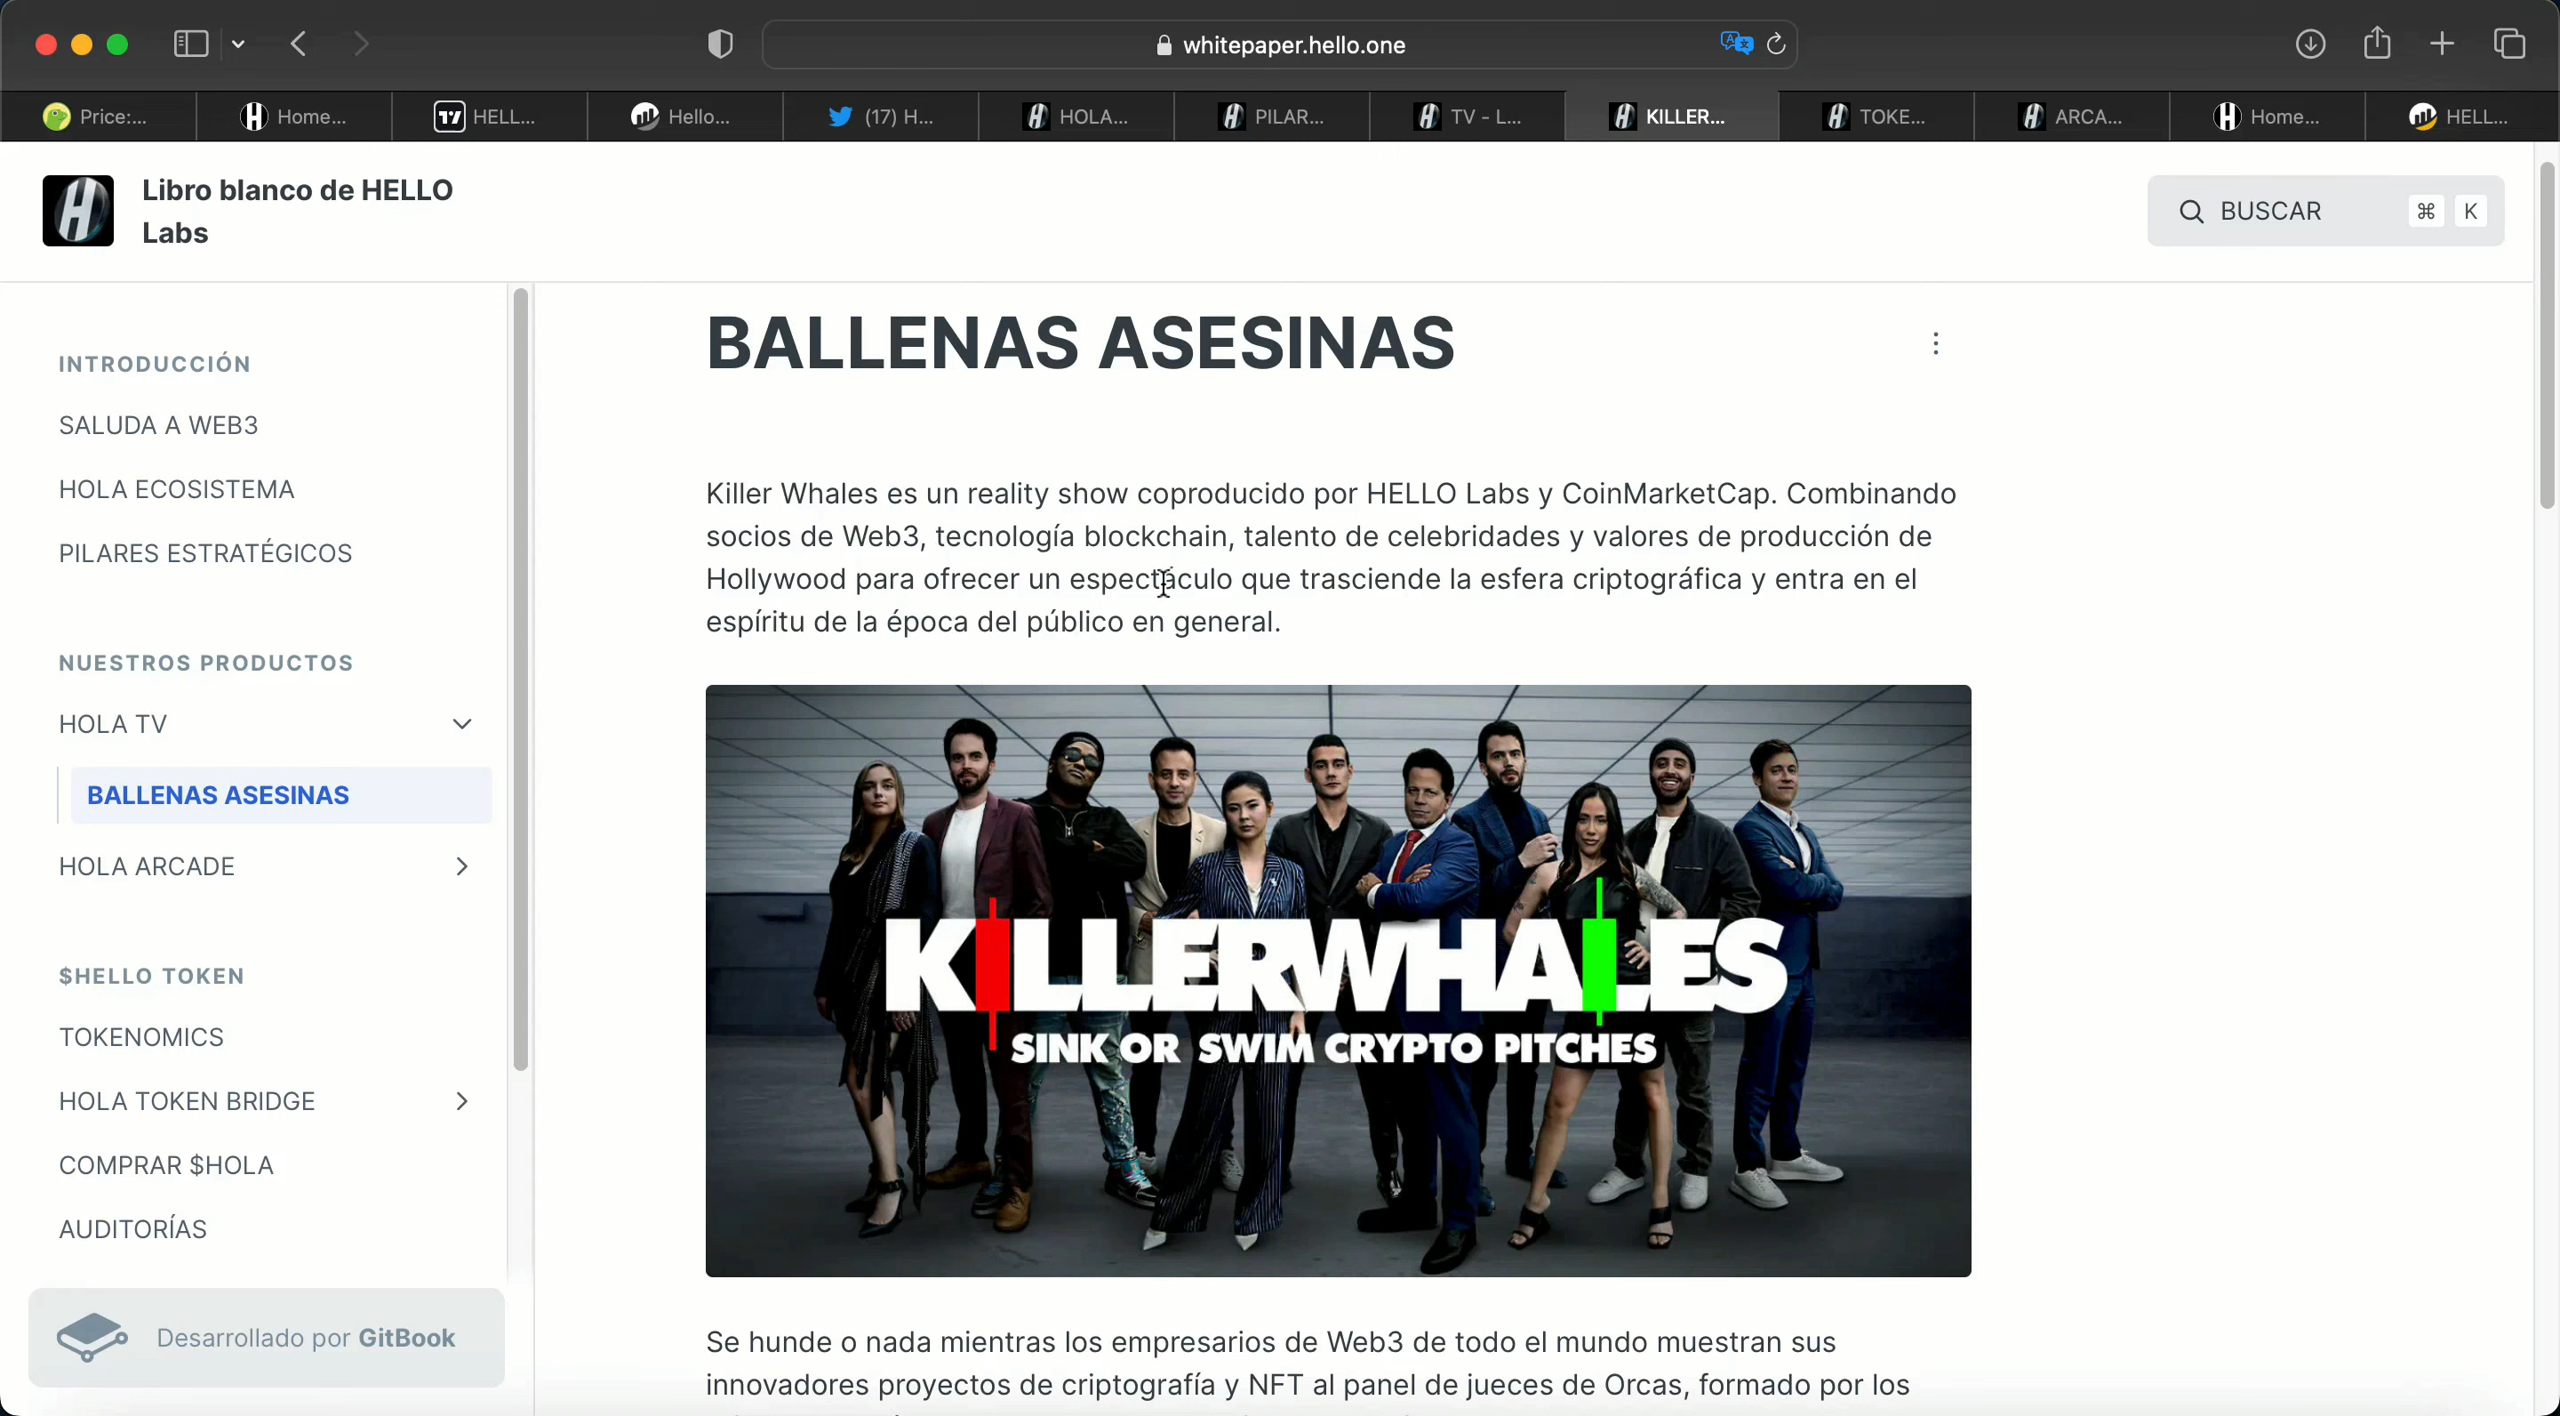 whitepaper.hello.one
Price:...
Home...
HELL...
Hello...
(17) H...
HOLA...
PILAR...
TV - L...
KILLER...
TOKE...
ARCA...
Home...
HELL...
Libro blanco de HELLO
Labs
BUSCAR
⌘ K
INTRODUCCIÓN
SALUDA A WEB3
HOLA ECOSISTEMA
PILARES ESTRATÉGICOS
NUESTROS PRODUCTOS
HOLA TV
BALLENAS ASESINAS
HOLA ARCADE
$HELLO TOKEN
TOKENOMICS
HOLA TOKEN BRIDGE
COMPRAR $HOLA
AUDITORÍAS
Desarrollado por GitBook
BALLENAS ASESINAS
Killer Whales es un reality show coproducido por HELLO Labs y CoinMarketCap. Combinando
socios de Web3, tecnología blockchain, talento de celebridades y valores de producción de
Hollywood para ofrecer un espectáculo que trasciende la esfera criptográfica y entra en el
espíritu de la época del público en general.
KILLERWHALES
SINK OR SWIM CRYPTO PITCHES
Se hunde o nada mientras los empresarios de Web3 de todo el mundo muestran sus
innovadores proyectos de criptografía y NFT al panel de jueces de Orcas, formado por los